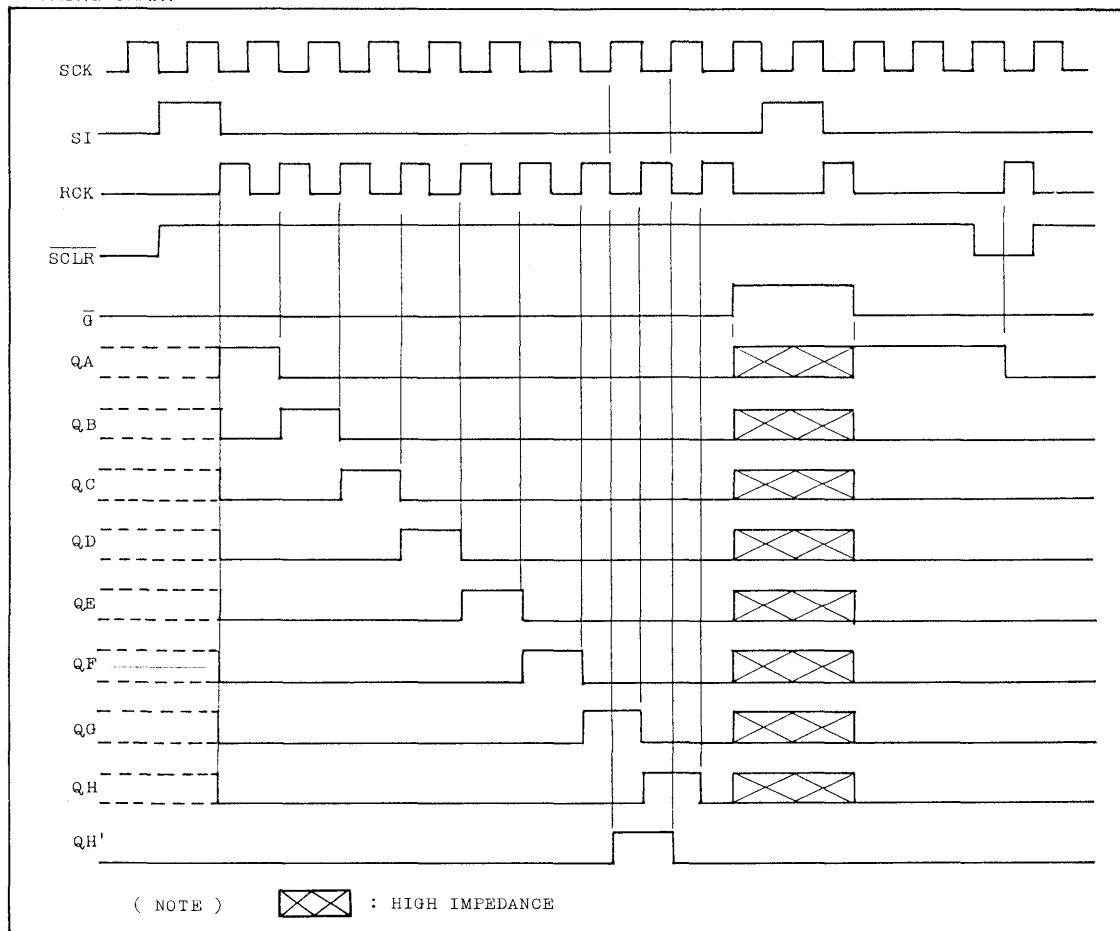 SCK
SI
RCK
SCLR
G
QA
QB
QC
QD
QE
QF
QG
QH
QH'
( NOTE ) : HIGH IMPEDANCE